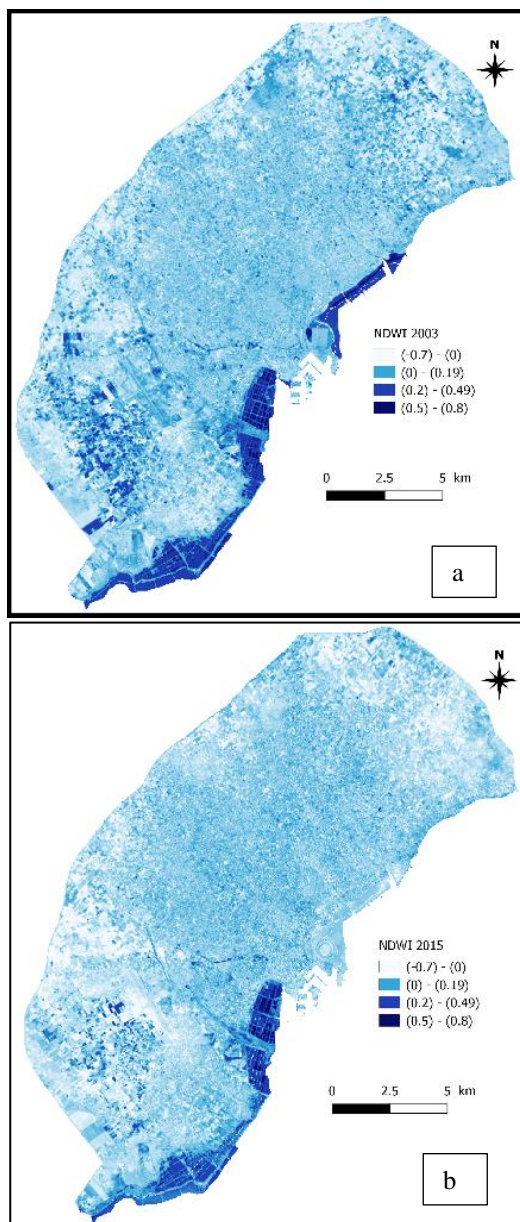 N
NDWI 2003
(-0.7) - (0)
(0) - (0.19)
(0.2) - (0.49)
(0.5) - (0.8)
0 2.5 5 km
a
N
NDWI 2015
(-0.7) - (0)
(0) - (0.19)
(0.2) - (0.49)
(0.5) - (0.8)
0 2.5 5 km
b